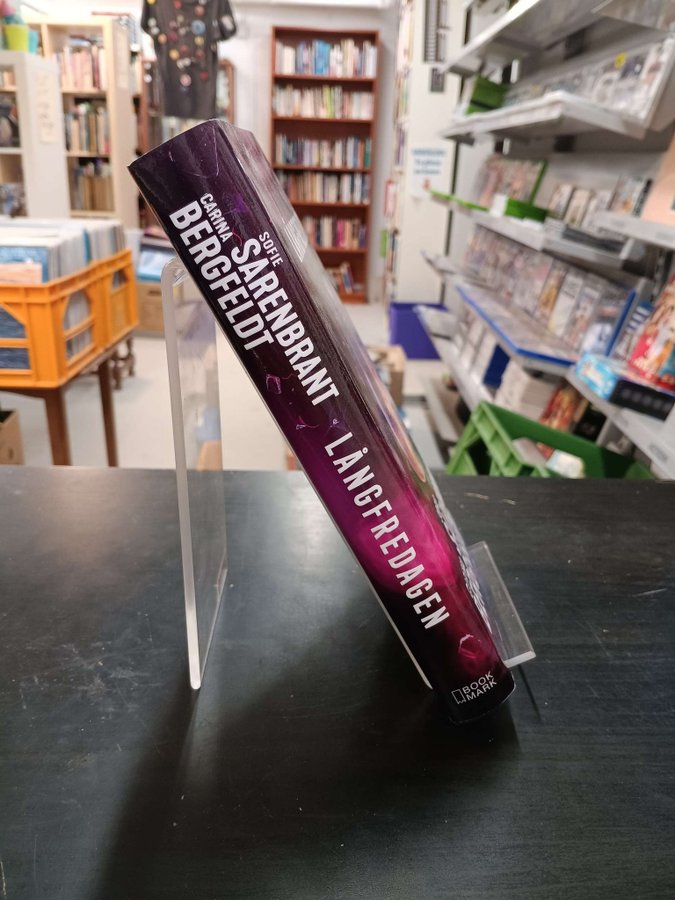 SOFIE
SARENBRANT
CARINA
BERGFELDT
LÅNGFREDAGEN
BOOK
MARK